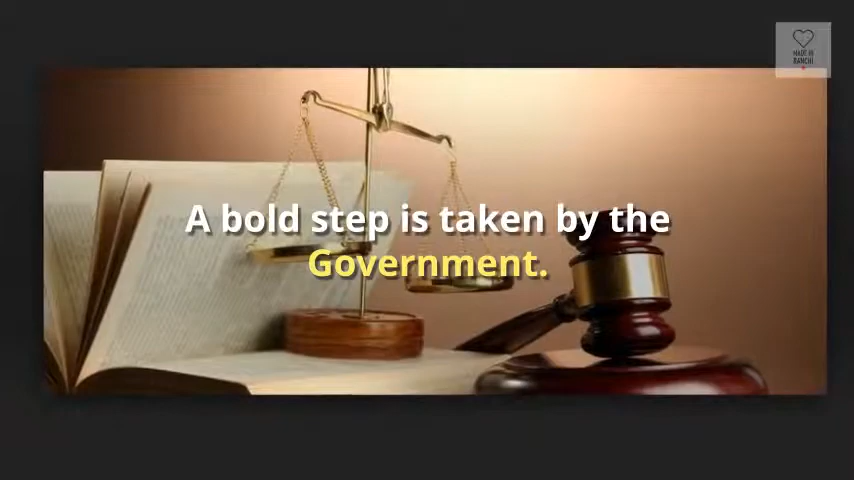 MADE IN
RANCHI
A bold step is taken by the
Government.